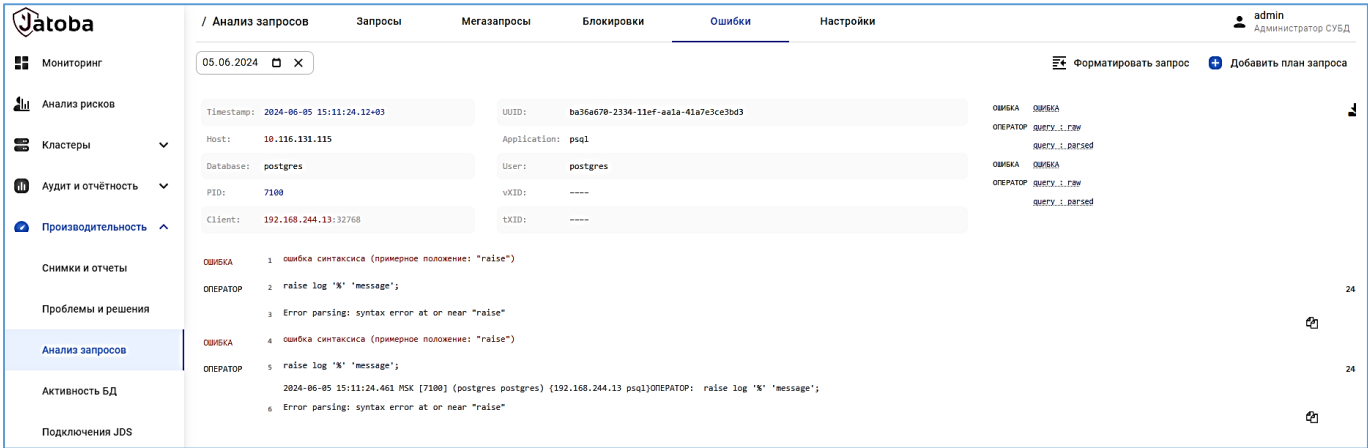 Jatoba
Мониторинг
Анализ рисков
Кластеры
Аудит и отчётность
Производительность
Снимки и отчеты
Проблемы и решения
Анализ запросов
Активность БД
Подключения JDS
/ Анализ запросов
Запросы
Мегазапросы
Блокировки
Ошибки
Настройки
admin
Администратор СУБД
05.06.2024
Форматировать запрос
Добавить план запроса
Timestamp: 2024-06-05 15:11:24.12+03
UUID: ba36a670-2334-11ef-aa1a-41a7e3ce3bd3
Host: 10.116.131.115
Application: psql
Database: postgres
User: postgres
PID: 7100
vXID: ----
Client: 192.168.244.13:32768
tXID: ----
ОШИБКА ОШИБКА
ОПЕРАТОР query : raw
query : parsed
ОШИБКА ОШИБКА
ОПЕРАТОР query : raw
query : parsed
ОШИБКА 1 ошибка синтаксиса (примерное положение: "raise")
ОПЕРАТОР 2 raise log '%' 'message'; 24
3 Error parsing: syntax error at or near "raise"
ОШИБКА 4 ошибка синтаксиса (примерное положение: "raise")
ОПЕРАТОР 5 raise log '%' 'message'; 24
2024-06-05 15:11:24.461 MSK [7100] (postgres postgres) {192.168.244.13 psql}ОПЕРАТОР: raise log '%' 'message';
6 Error parsing: syntax error at or near "raise"